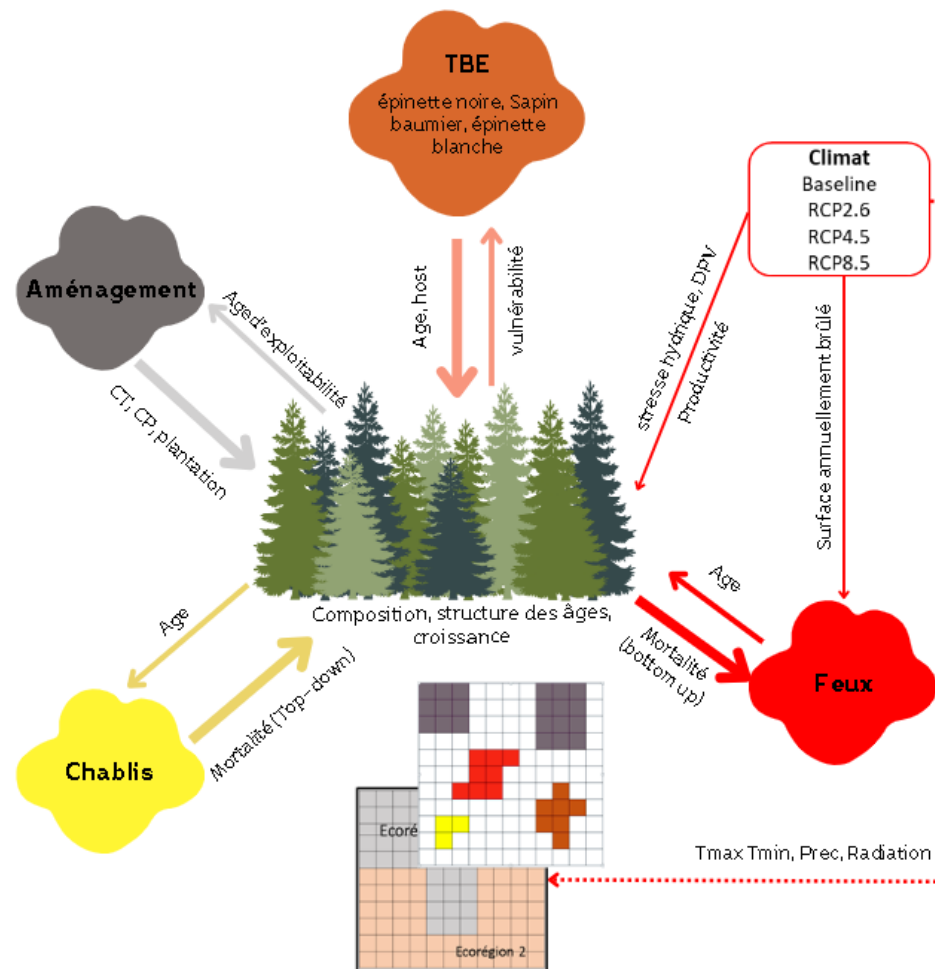 TBE
épinette noire, Sapin
baumier, épinette
blanche
Climat
Baseline
RCP2.6
RCP4.5
RCP8.5
Aménagement
Age d'exploitabilité
CT, CP, plantation
Age, host
vulnérabilité
stresse hydrique, DPV
productivité
Surface annuellement brûlé
Composition, structure des âges,
croissance
Age
Mortalité
(bottom up)
Feux
Age
Mortalité (Top-down)
Chablis
Tmax Tmin, Prec, Radiation
Ecorégion 2